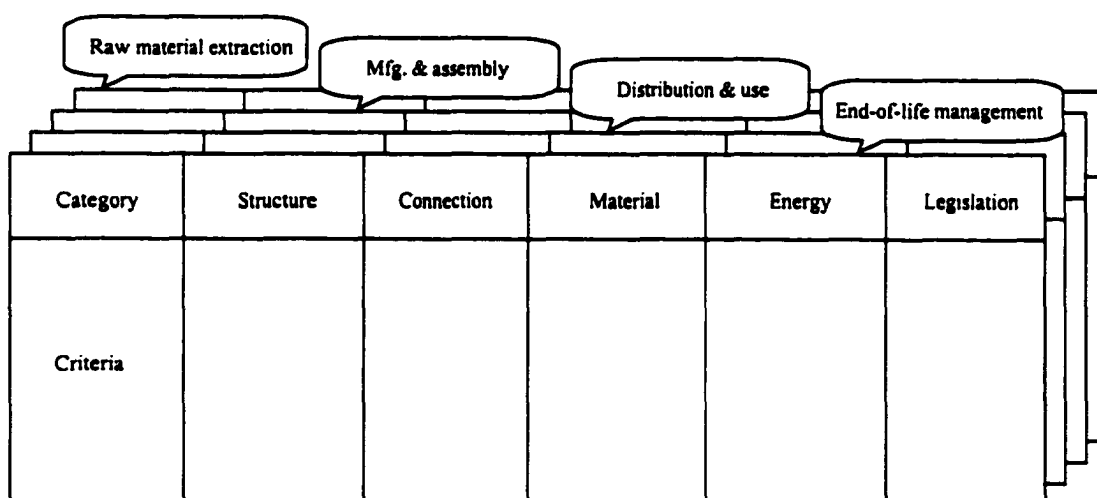 Raw material extraction
Mfg. & assembly
Distribution & use
End-of-life management
Category Structure Connection Material Energy Legislation
Criteria